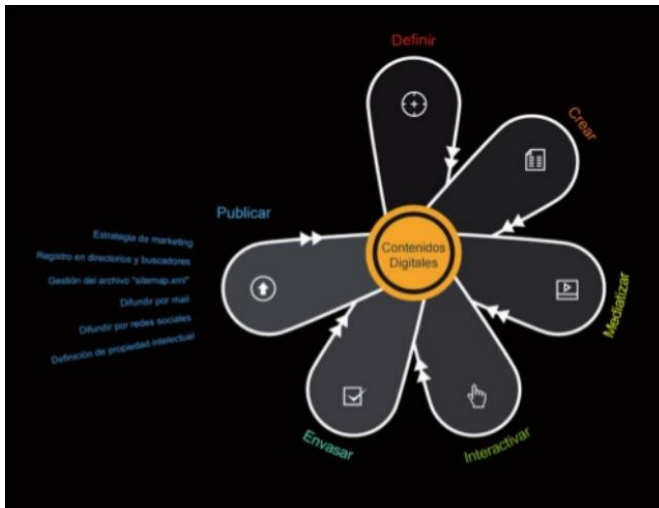 Definir
Crear
Publicar
Contenidos
Digitales
Estrategia de marketing
Registro en directorios y buscadores
Gestión del archivo "sitemap.xml"
Difundir por mail
Difundir por redes sociales
Definición de propiedad intelectual
Mediatizar
Envasar
Interactivar